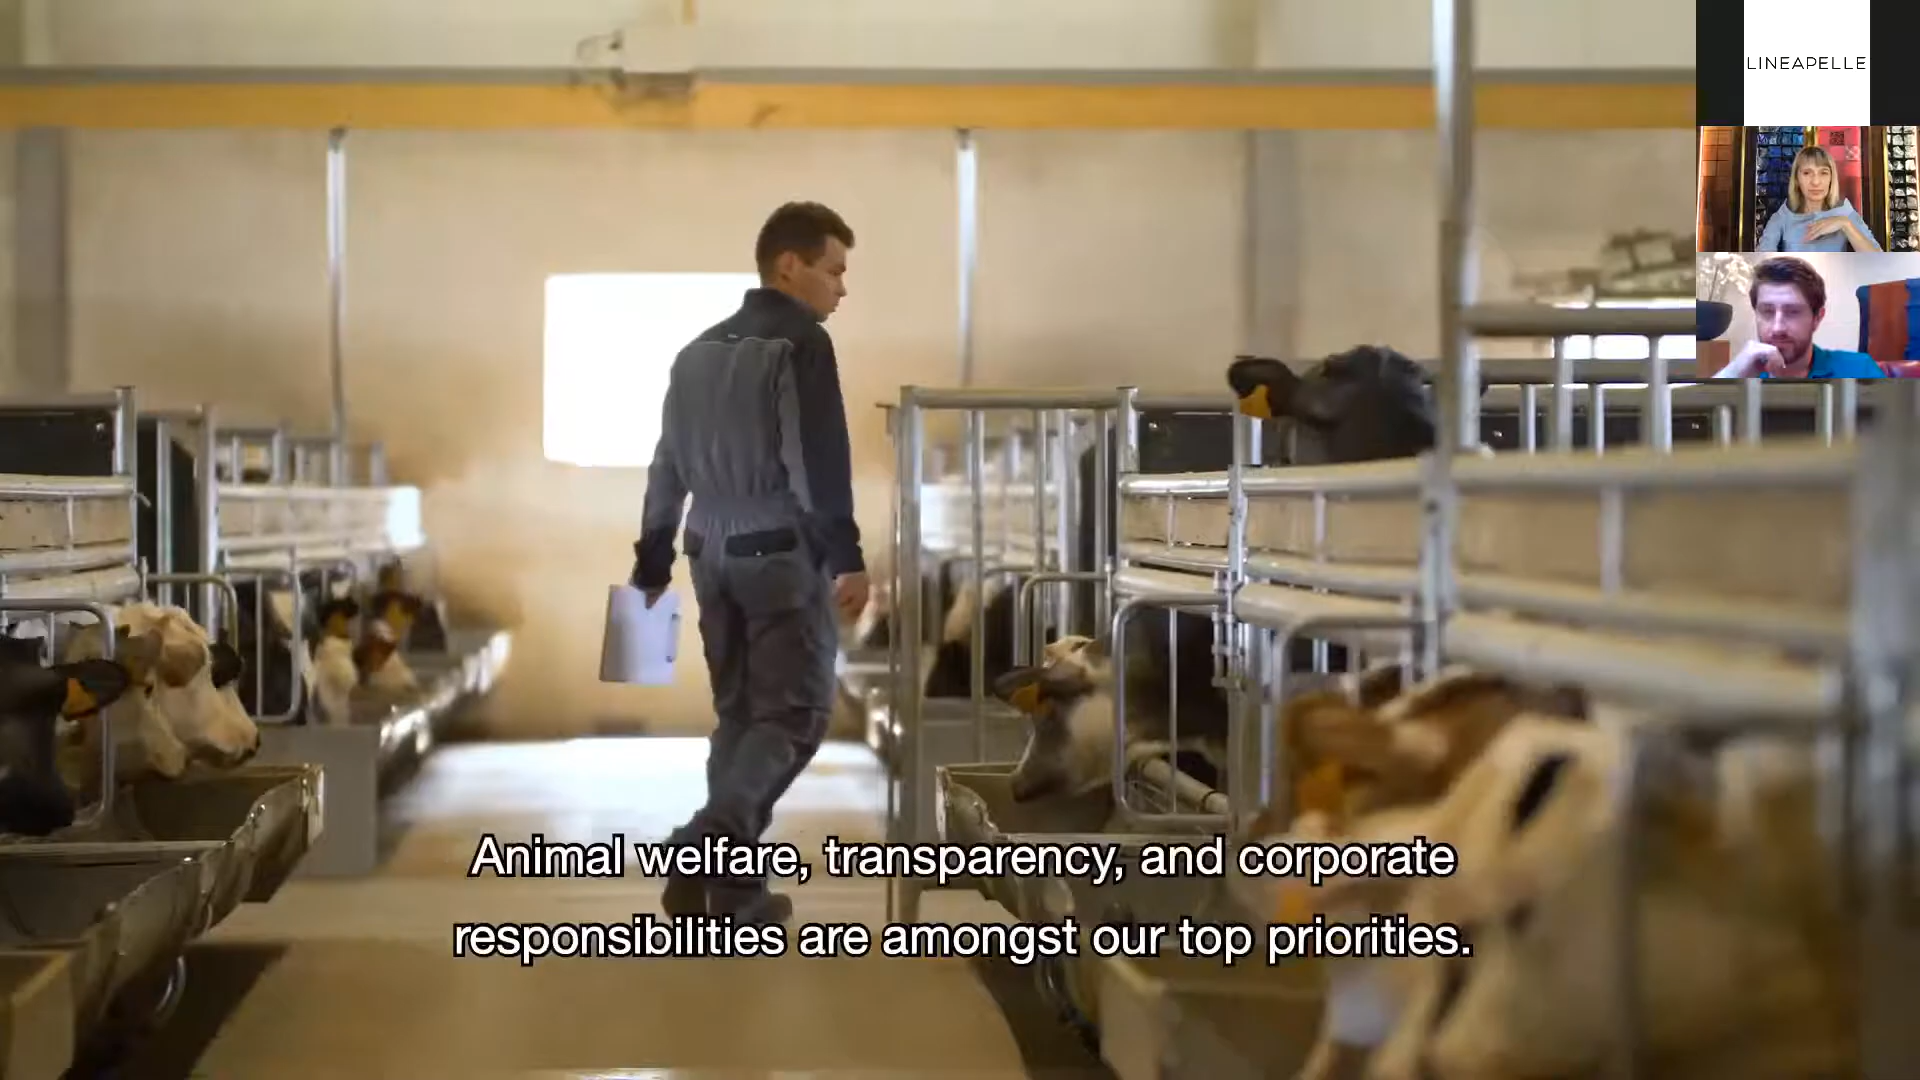 LINEAPELLE
Animal welfare, transparency, and corporate
responsibilities are amongst our top priorities.